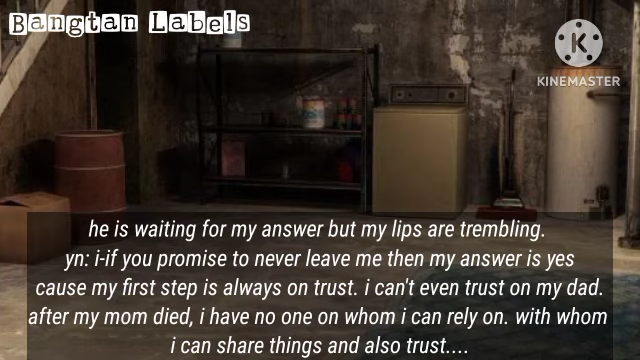 Bangtan Labels
KINEMASTER
he is waiting for my answer but my lips are trembling.
yn: i-if you promise to never leave me then my answer is yes
cause my first step is always on trust. i can't even trust on my dad.
after my mom died, i have no one on whom i can rely on. with whom
i can share things and also trust....